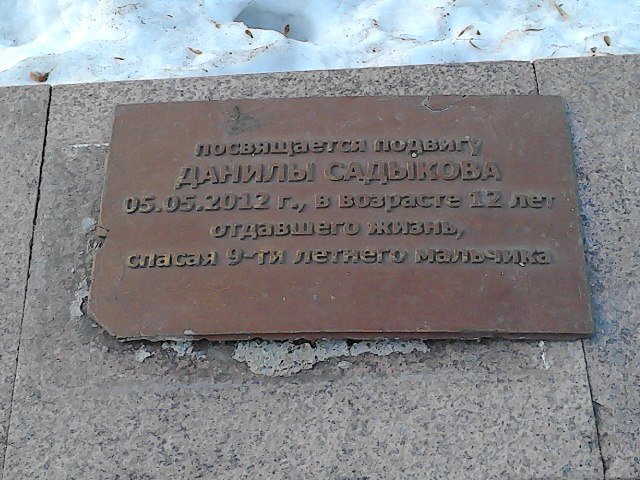 посвящается подвигу
ДАНИЛЫ САДЫКОВА
05.05.2012 г., в возрасте 12 лет
отдавшего жизнь,
спасая 9-ти летнего мальчика